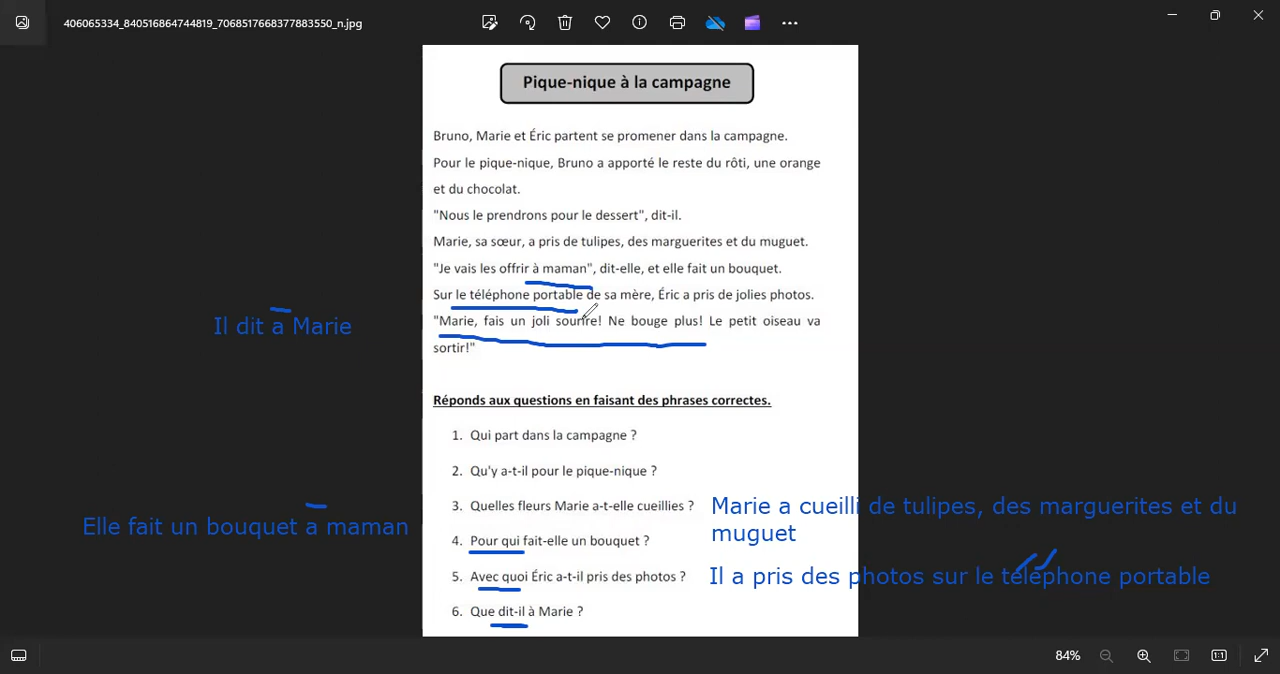 406065334_840516864744819_7068517668377883550_n.jpg
Pique-nique à la campagne
Bruno, Marie et Éric partent se promener dans la campagne.
Pour le pique-nique, Bruno a apporté le reste du rôti, une orange
et du chocolat.
"Nous le prendrons pour le dessert", dit-il.
Marie, sa sœur, a pris de tulipes, des marguerites et du muguet.
"Je vais les offrir à maman", dit-elle, et elle fait un bouquet.
Sur le téléphone portable de sa mère, Éric a pris de jolies photos.
"Marie, fais un joli sourire! Ne bouge plus! Le petit oiseau va
sortir!"
Il dit a Marie
Réponds aux questions en faisant des phrases correctes.
1. Qui part dans la campagne ?
2. Qu'y a-t-il pour le pique-nique ?
3. Quelles fleurs Marie a-t-elle cueillies ?
Marie a cueilli de tulipes, des marguerites et du
muguet
Elle fait un bouquet a maman
4. Pour qui fait-elle un bouquet ?
5. Avec quoi Éric a-t-il pris des photos ?
Il a pris des photos sur le téléphone portable
6. Que dit-il à Marie ?
84%
1:1